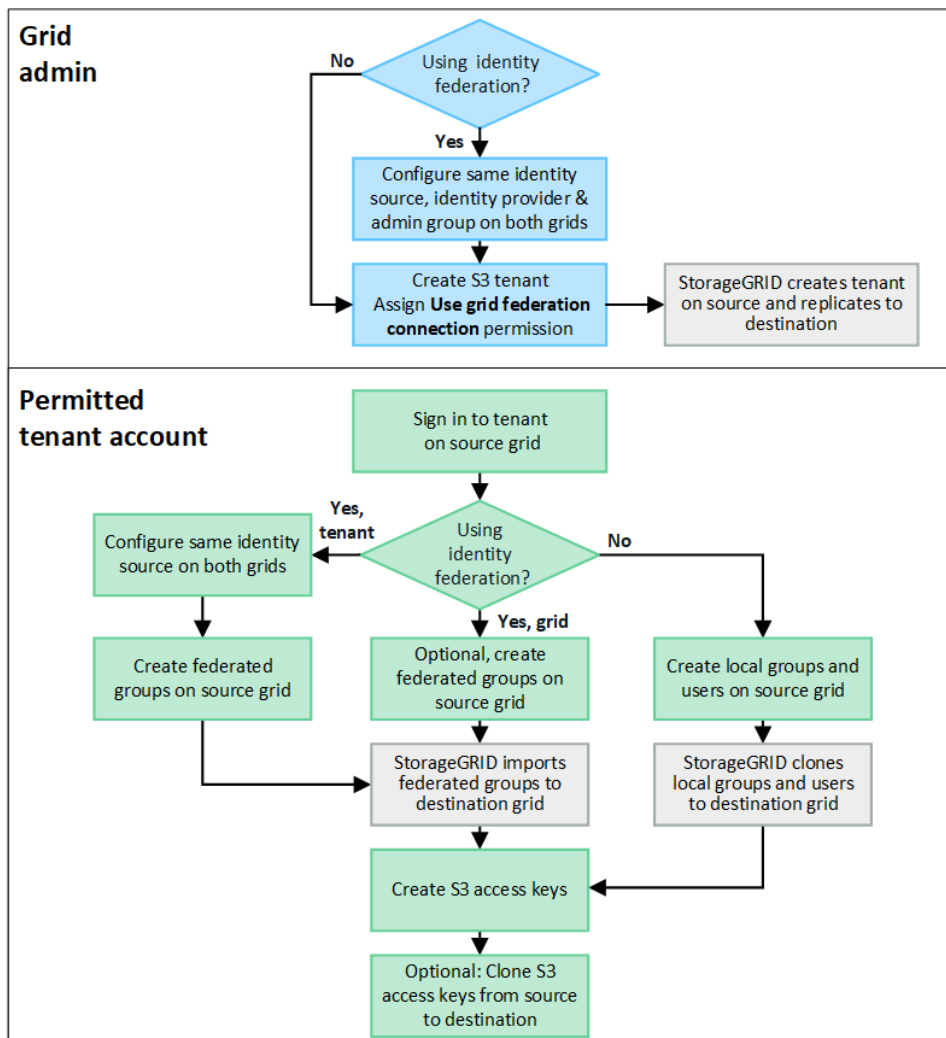 Grid
admin
No
Using identity
federation?
Yes
Configure same identity
source, identity provider &
admin group on both grids
Create S3 tenant
Assign Use grid federation
connection permission
StorageGRID creates tenant
on source and replicates to
destination
Permitted
tenant account
Sign in to tenant
on source grid
Yes,
tenant
Configure same identity
source on both grids
Using
identity
federation?
No
Yes, grid
Create federated
groups on source grid
Optional, create
federated groups on
source grid
Create local groups and
users on source grid
StorageGRID imports
federated groups to
destination grid
StorageGRID clones
local groups and users
to destination grid
Create S3 access keys
Optional: Clone S3
access keys from source
to destination